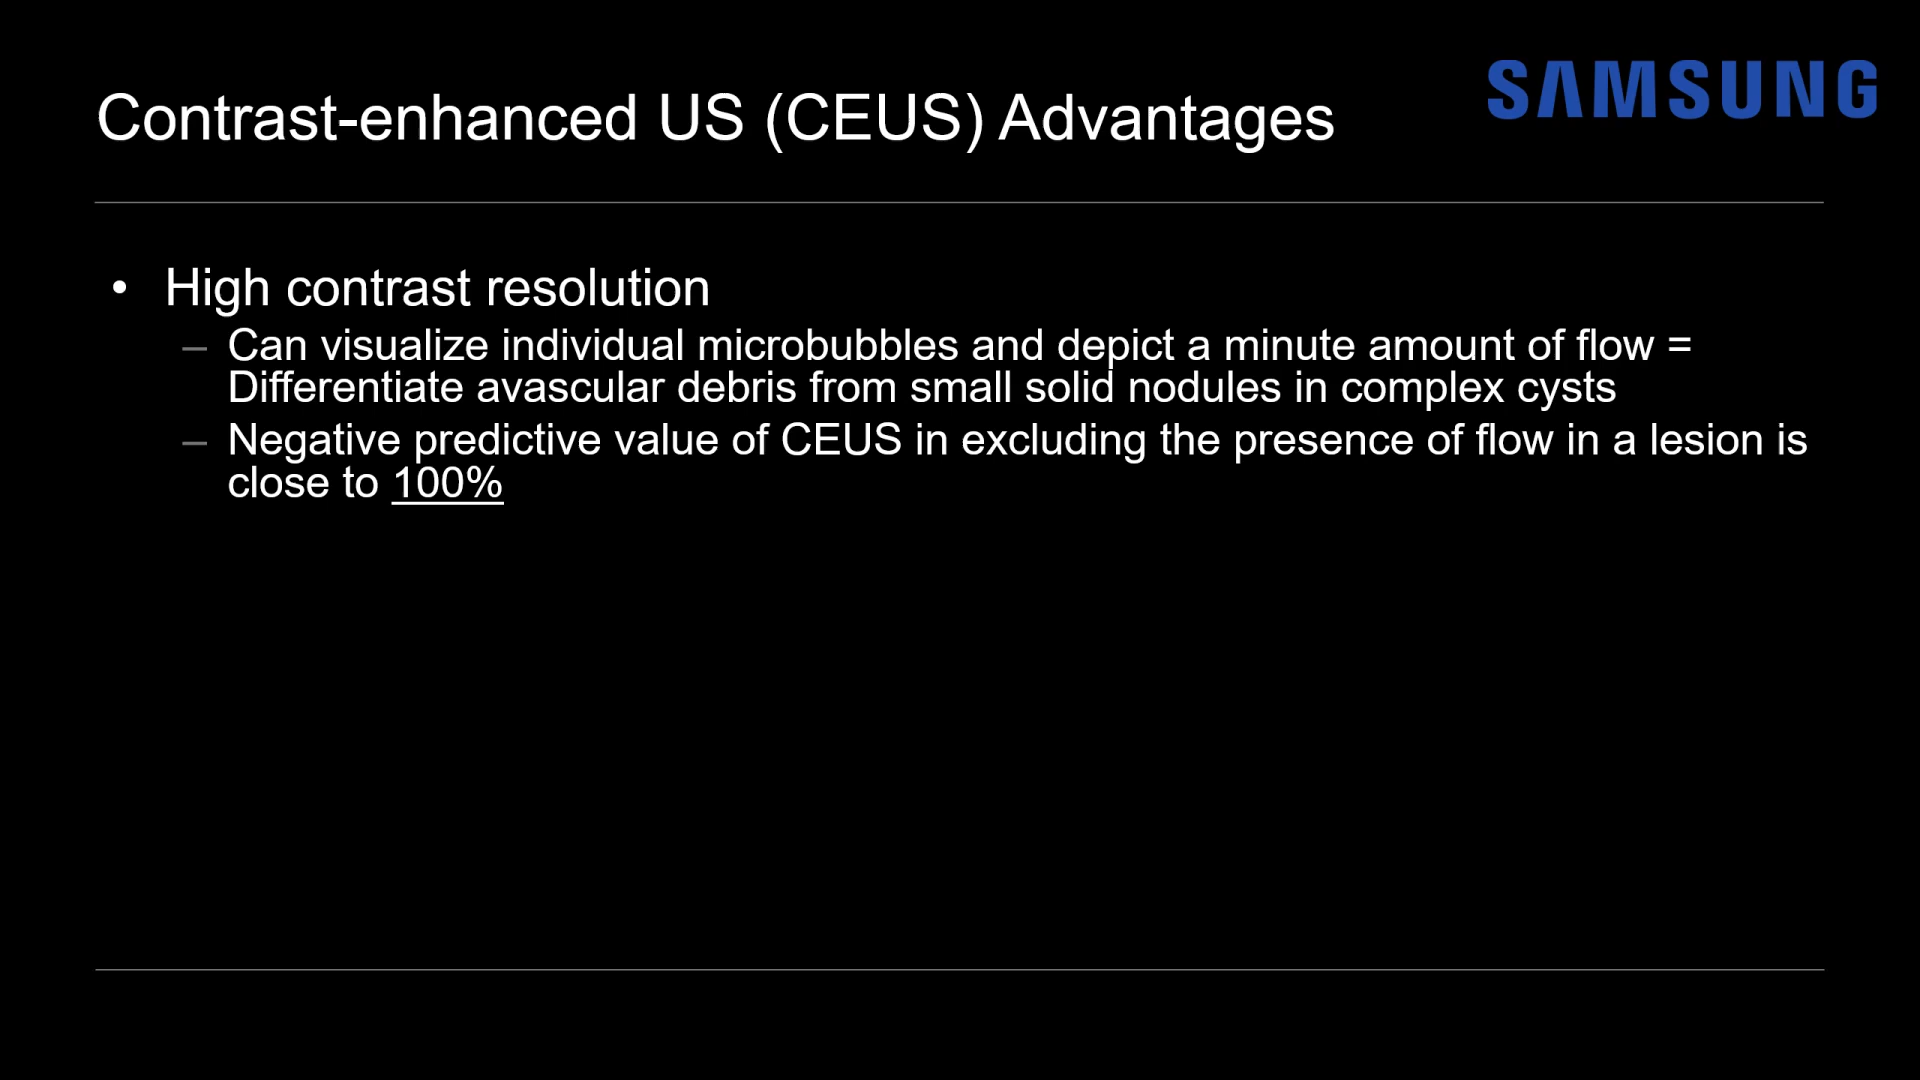 SAMSUNG
Contrast-enhanced US (CEUS) Advantages
• High contrast resolution
– Can visualize individual microbubbles and depict a minute amount of flow =
Differentiate avascular debris from small solid nodules in complex cysts
– Negative predictive value of CEUS in excluding the presence of flow in a lesion is
close to 100%